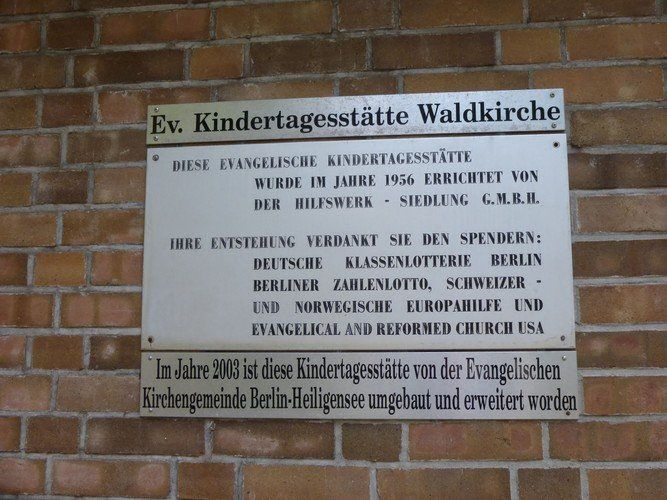 Ev. Kindertagesstätte Waldkirche
DIESE EVANGELISCHE KINDERTAGESSTÄTTE
WURDE IM JAHRE 1956 ERRICHTET VON
DER HILFSWERK - SIEDLUNG G.M.B.H.
IHRE ENTSTEHUNG VERDANKT SIE DEN SPENDERN:
DEUTSCHE KLASSENLOTTERIE BERLIN
BERLINER ZAHLENLOTTO, SCHWEIZER -
UND NORWEGISCHE EUROPAHILFE UND
EVANGELICAL AND REFORMED CHURCH USA
Im Jahre 2003 ist diese Kindertagesstätte von der Evangelischen
Kirchengemeinde Berlin-Heiligensee umgebaut und erweitert worden